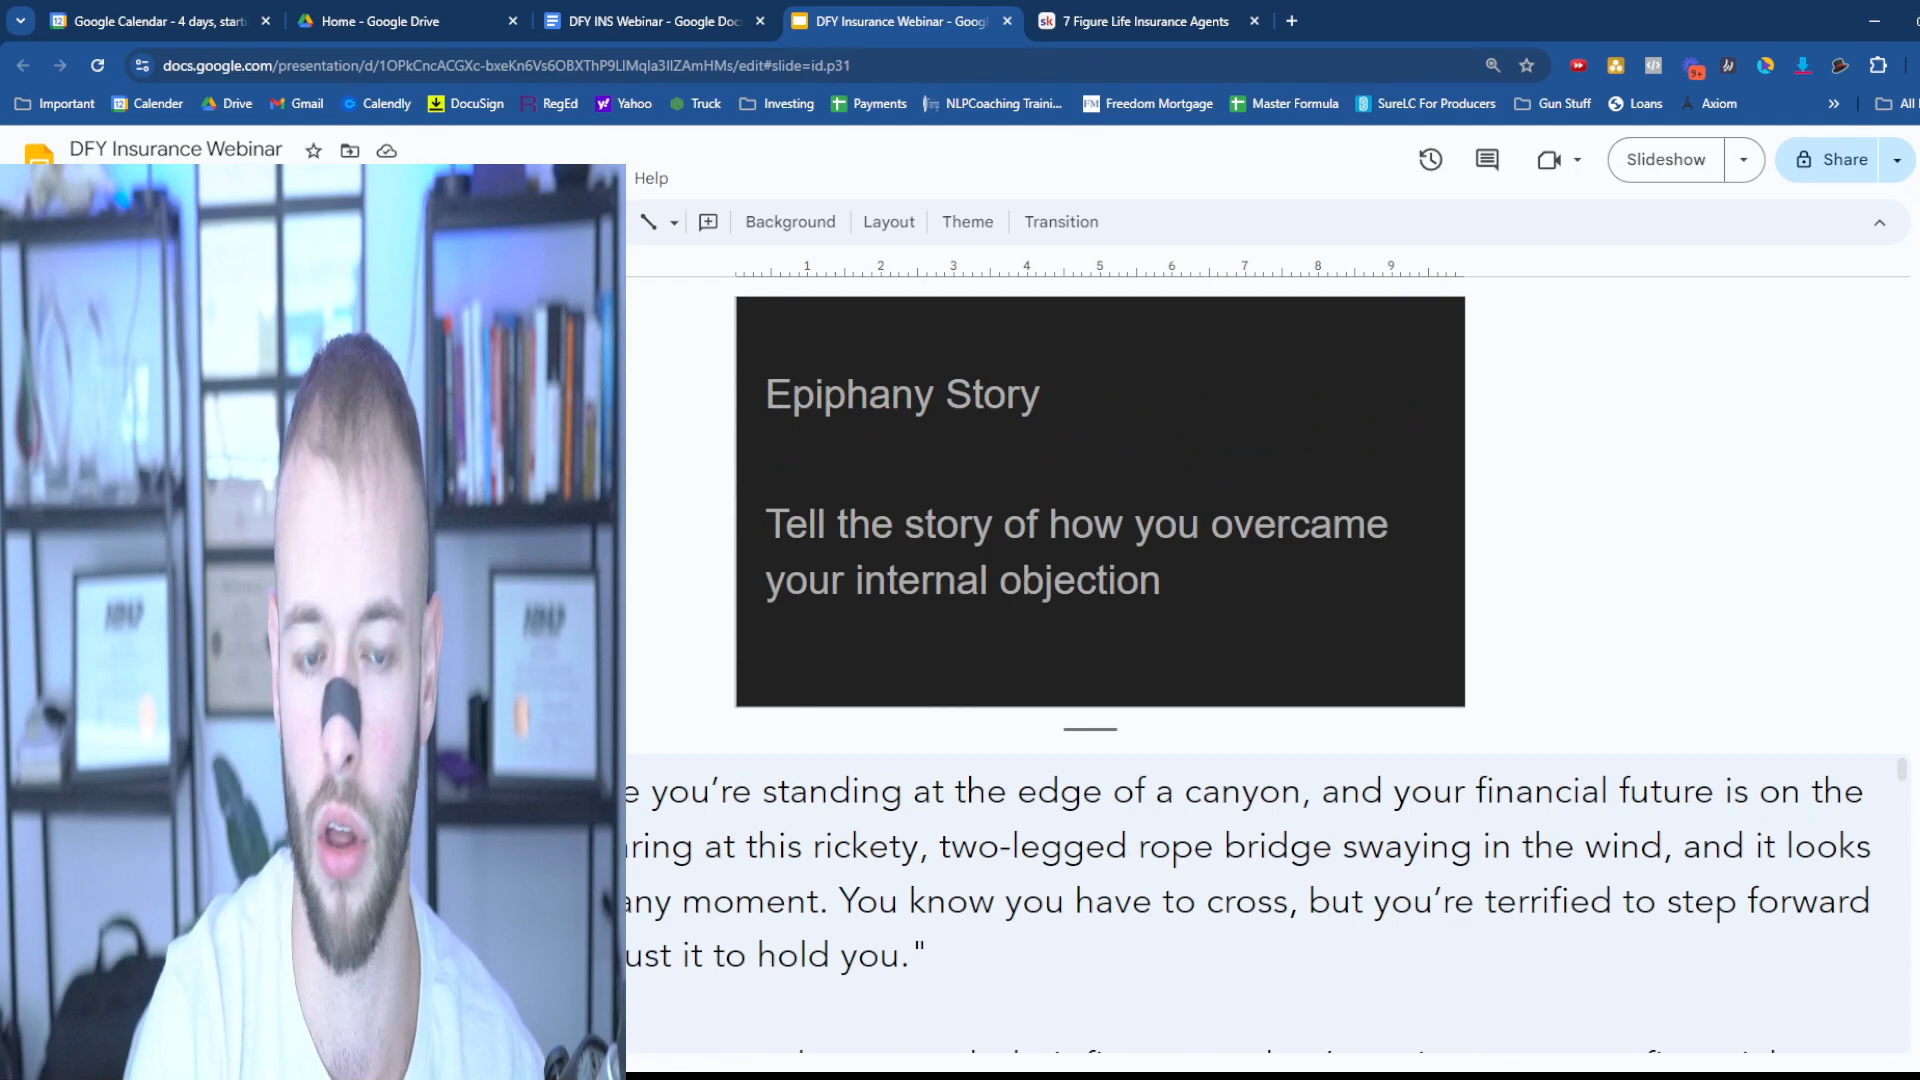 Google Calendar - 4 days, start
Home - Google Drive
DFY INS Webinar - Google Doc
DFY Insurance Webinar - Goog
sk
7 Figure Life Insurance Agents
docs.google.com/presentation/d/1OPkCncACGXc-bxeKn6Vs6OBXThP9LIMqla3IlZAmHMs/edit#slide=id.p31
9+
Important
Calender
Drive
Gmail
Calendly
DocuSign
RegEd
Yahoo
Truck
Investing
Payments
NLPCoaching Traini...
FM
Freedom Mortgage
Master Formula
SureLC For Producers
Gun Stuff
Loans
Axiom
All
DFY Insurance Webinar
Help
Slideshow
Share
Background
Layout
Theme
Transition
1 2 3 4 5 6 7 8 9
Epiphany Story
Tell the story of how you overcame
your internal objection
e you're standing at the edge of a canyon, and your financial future is on the
ring at this rickety, two-legged rope bridge swaying in the wind, and it looks
any moment. You know you have to cross, but you're terrified to step forward
ust it to hold you."